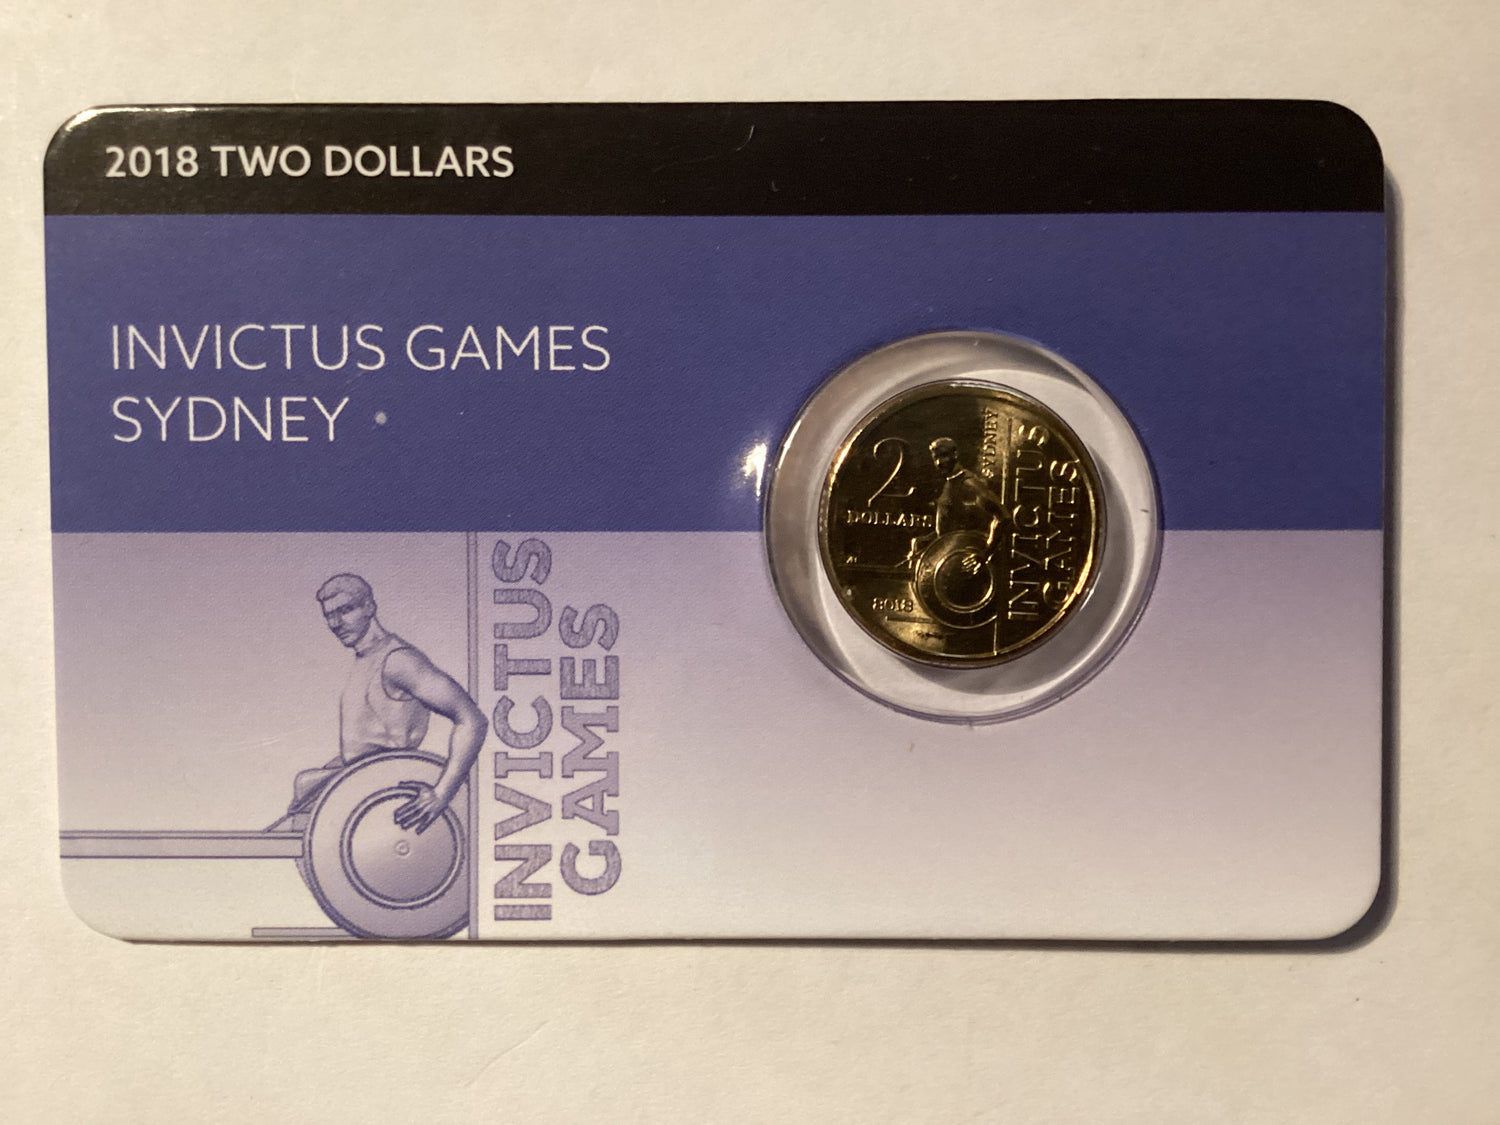 2018 TWO DOLLARS
INVICTUS GAMES
SYDNEY
INVICTUS
GAMES
2
DOLLARS
2018
SYDNEY
INVICTUS
GAMES